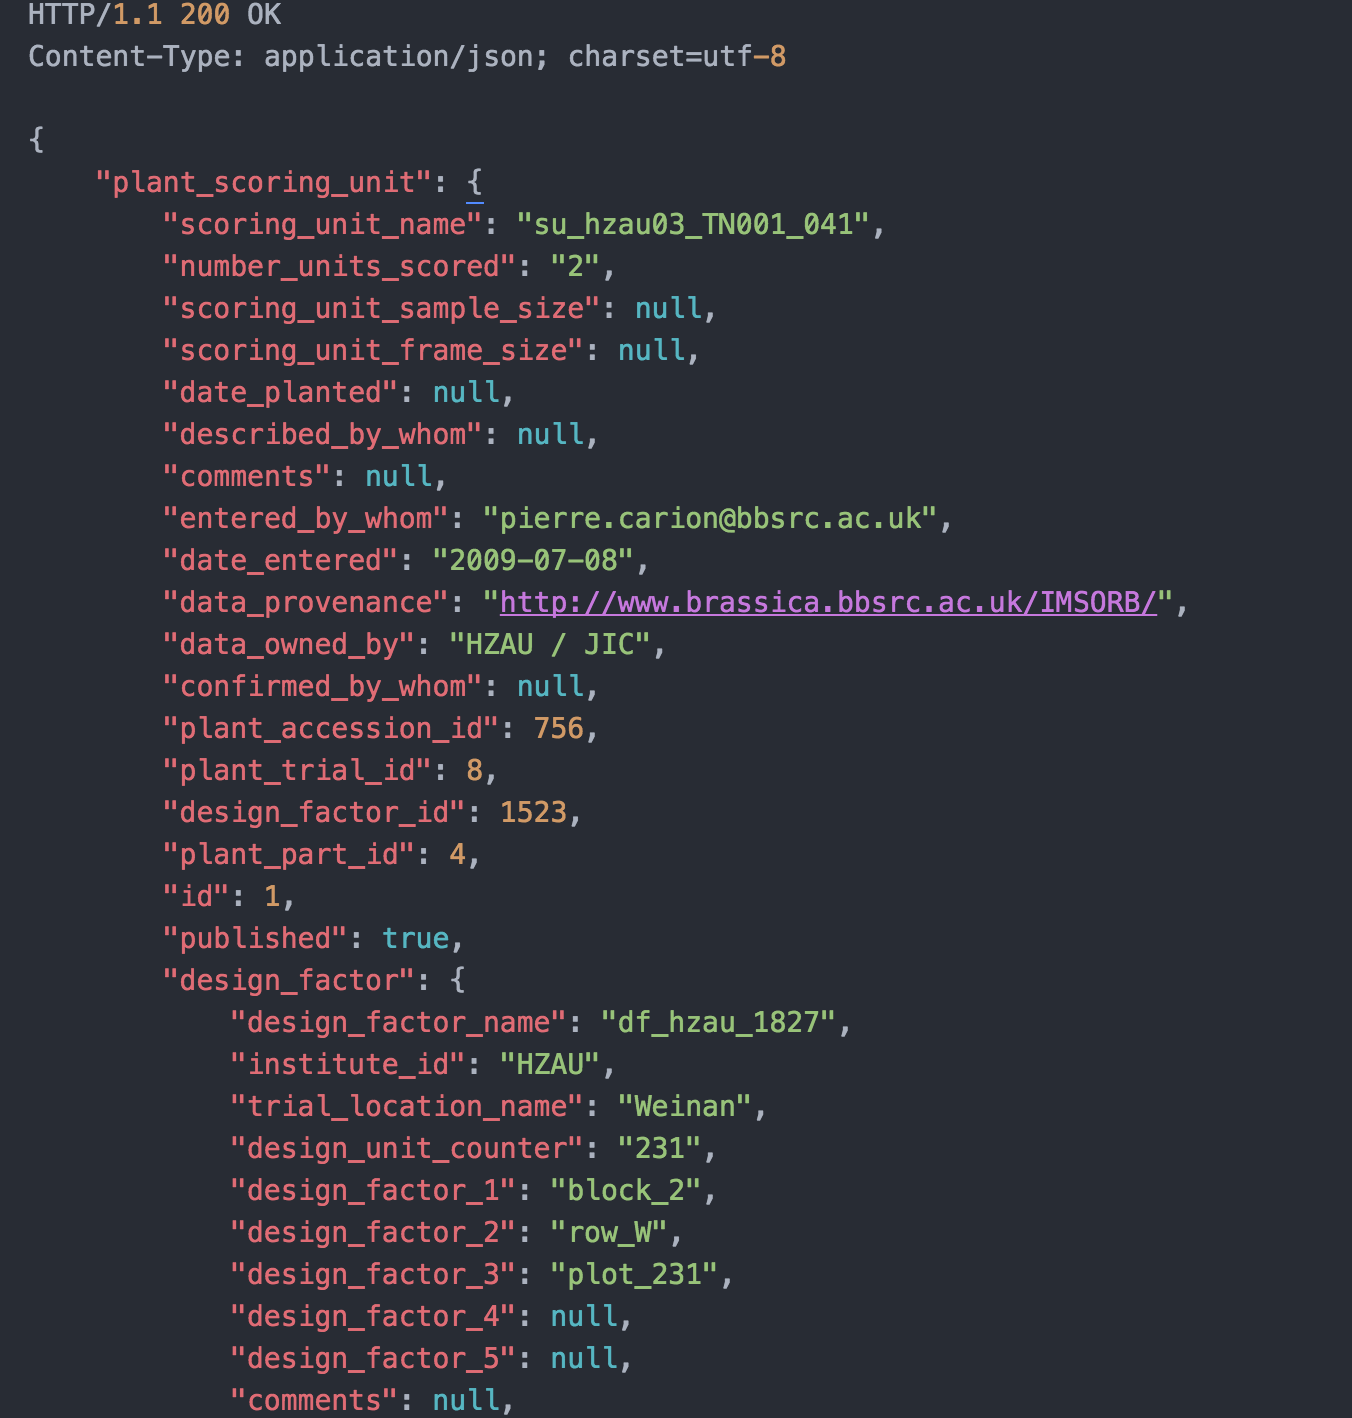 HTTP/1.1 200 OK
Content-Type: application/json; charset=utf-8
{
"plant_scoring_unit": {
"scoring_unit_name": "su_hzau03_TN001_041",
"number_units_scored": "2",
"scoring_unit_sample_size": null,
"scoring_unit_frame_size": null,
"date_planted": null,
"described_by_whom": null,
"comments": null,
"entered_by_whom": "pierre.carion@bbsrc.ac.uk",
"date_entered": "2009-07-08",
"data_provenance": "http://www.brassica.bbsrc.ac.uk/IMSORB/",
"data_owned_by": "HZAU / JIC",
"confirmed_by_whom": null,
"plant_accession_id": 756,
"plant_trial_id": 8,
"design_factor_id": 1523,
"plant_part_id": 4,
"id": 1,
"published": true,
"design_factor": {
"design_factor_name": "df_hzau_1827",
"institute_id": "HZAU",
"trial_location_name": "Weinan",
"design_unit_counter": "231",
"design_factor_1": "block_2",
"design_factor_2": "row_W",
"design_factor_3": "plot_231",
"design_factor_4": null,
"design_factor_5": null,
"comments": null,